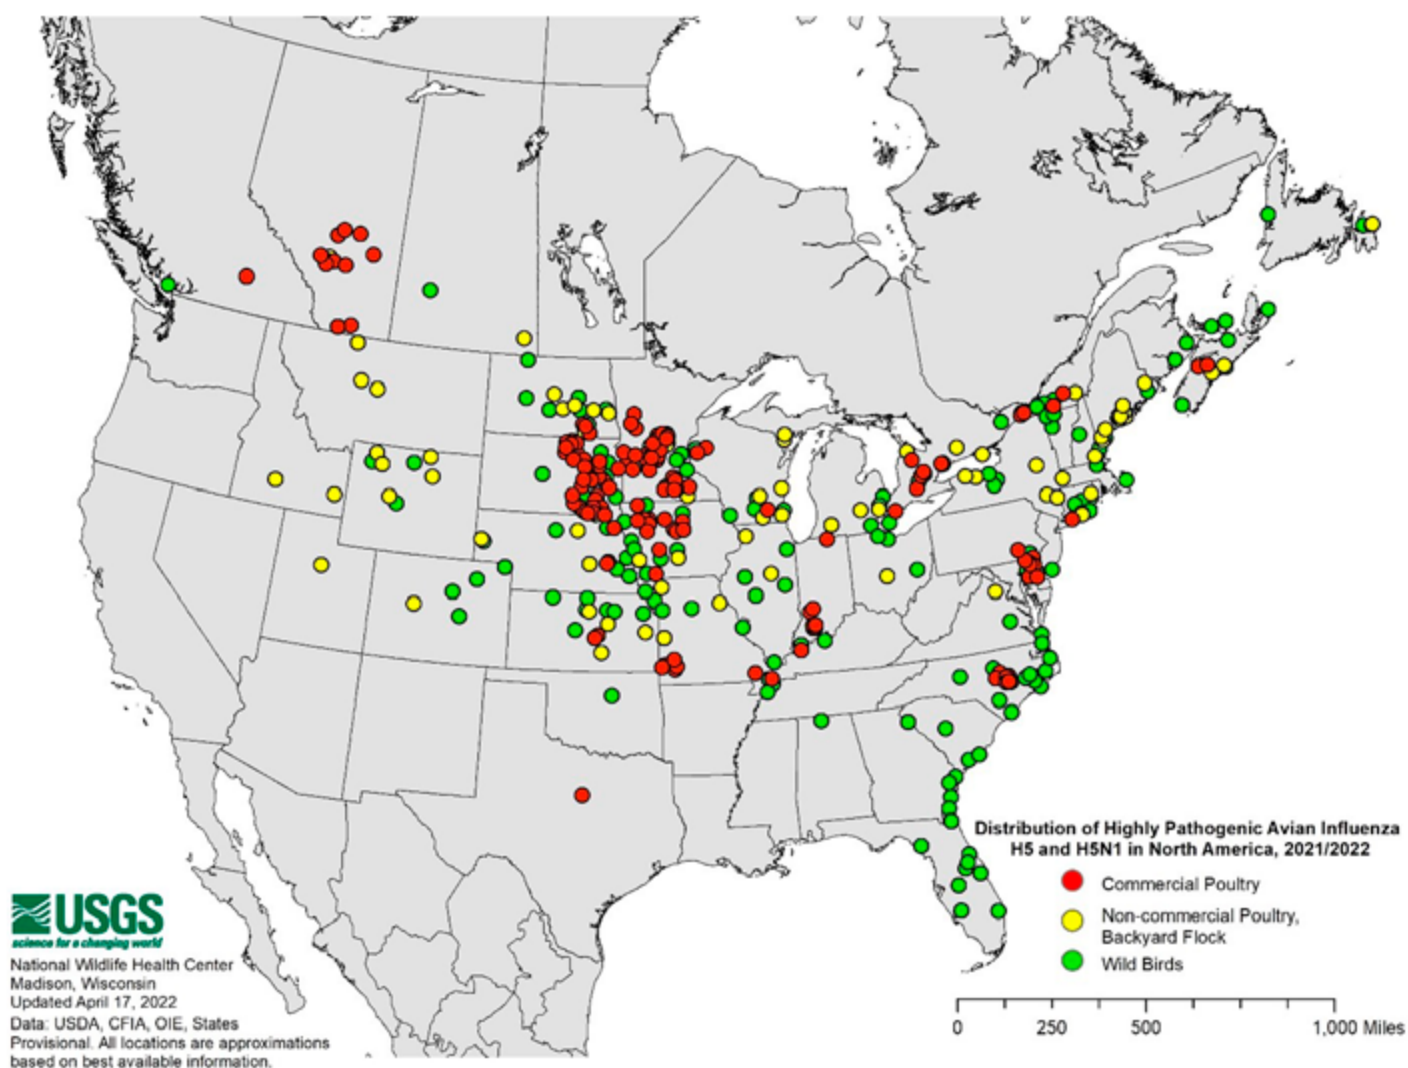 Distribution of Highly Pathogenic Avian Influenza
H5 and H5N1 in North America, 2021/2022
Commercial Poultry
Non-commercial Poultry,
Backyard Flock
Wild Birds
0 250 500 1,000 Miles
USGS
science for a changing world
National Wildlife Health Center
Madison, Wisconsin
Updated April 17, 2022
Data: USDA, CFIA, OIE, States
Provisional. All locations are approximations
based on best available information.